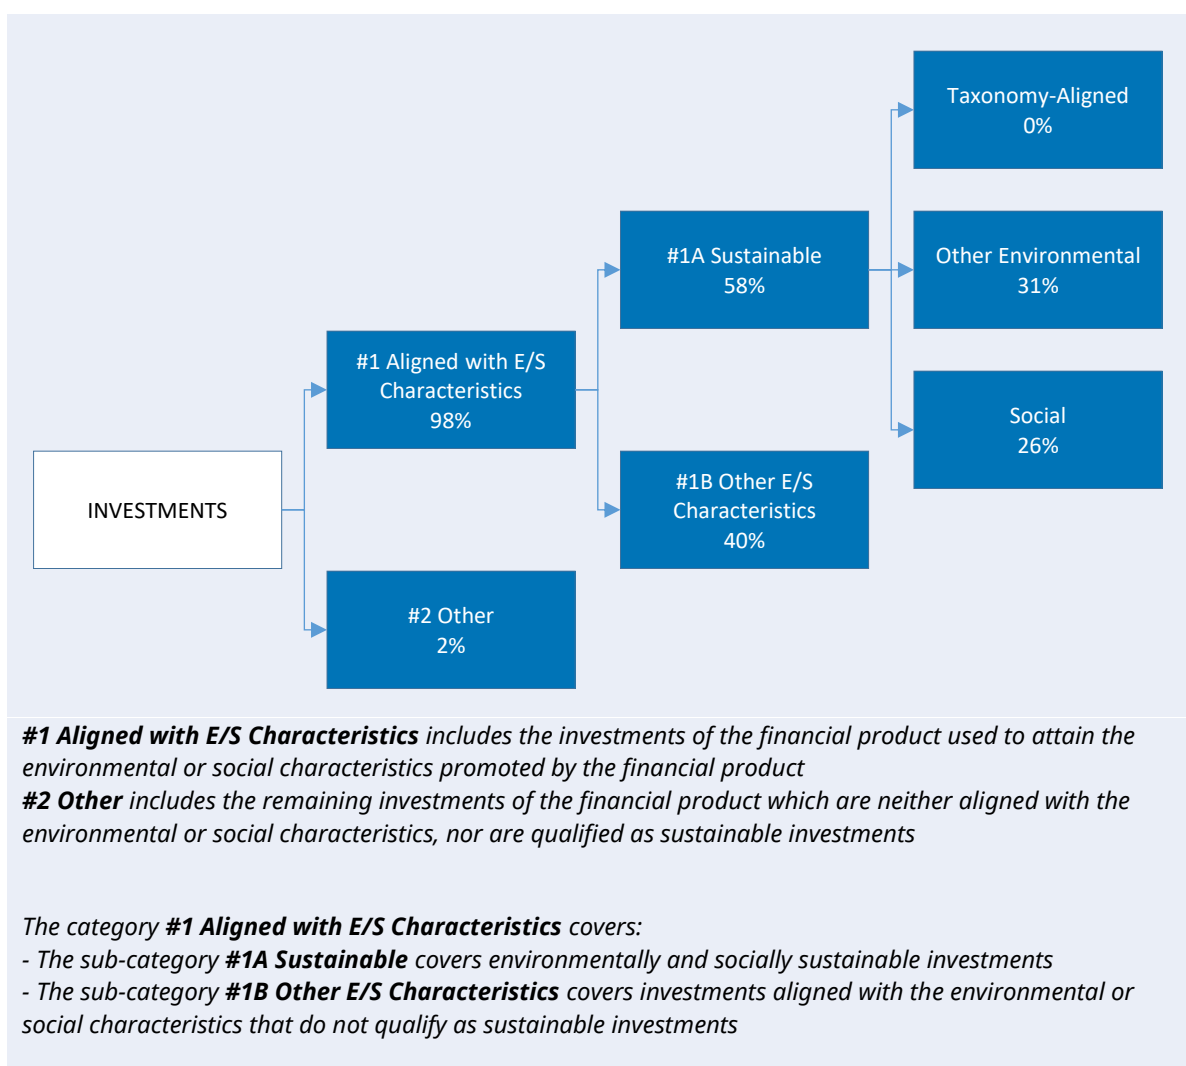 Taxonomy-Aligned
0%
#1A Sustainable
58%
Other Environmental
31%
#1 Aligned with E/S
Characteristics
98%
Social
26%
INVESTMENTS
#1B Other E/S
Characteristics
40%
#2 Other
2%
#1 Aligned with E/S Characteristics includes the investments of the financial product used to attain the
environmental or social characteristics promoted by the financial product
#2 Other includes the remaining investments of the financial product which are neither aligned with the
environmental or social characteristics, nor are qualified as sustainable investments
The category #1 Aligned with E/S Characteristics covers:
- The sub-category #1A Sustainable covers environmentally and socially sustainable investments
- The sub-category #1B Other E/S Characteristics covers investments aligned with the environmental or
social characteristics that do not qualify as sustainable investments